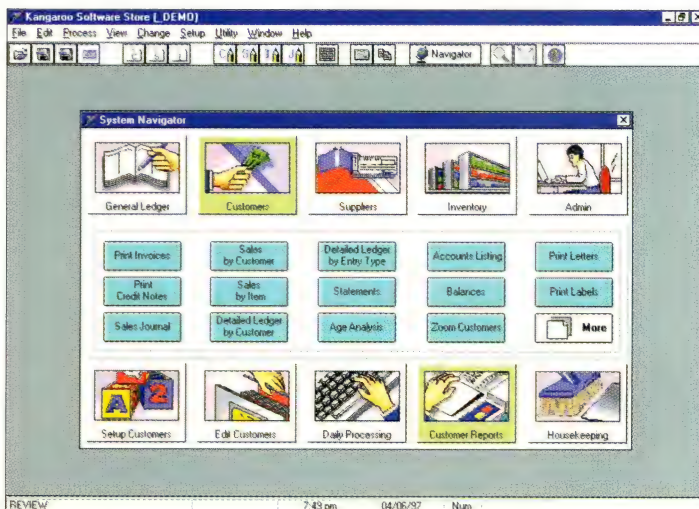 Kangaroo Software Store (_DEMO)
File Edit Process View Change Setup Utility Window Help
Navigator
System Navigator
General Ledger
Customers
Suppliers
Inventory
Admin
Print Invoices
Sales
by Customer
Detailed Ledger
by Entry Type
Accounts Listing
Print Letters
Print
Credit Notes
Sales
by Item
Statements
Balances
Print Labels
Sales Journal
Detailed Ledger
by Customer
Age Analysis
Zoom Customers
More
A 2
Setup Customers
Edit Customers
Daily Processing
Customer Reports
Housekeeping
REVIEW 7:49 pm 04/06/97 Num